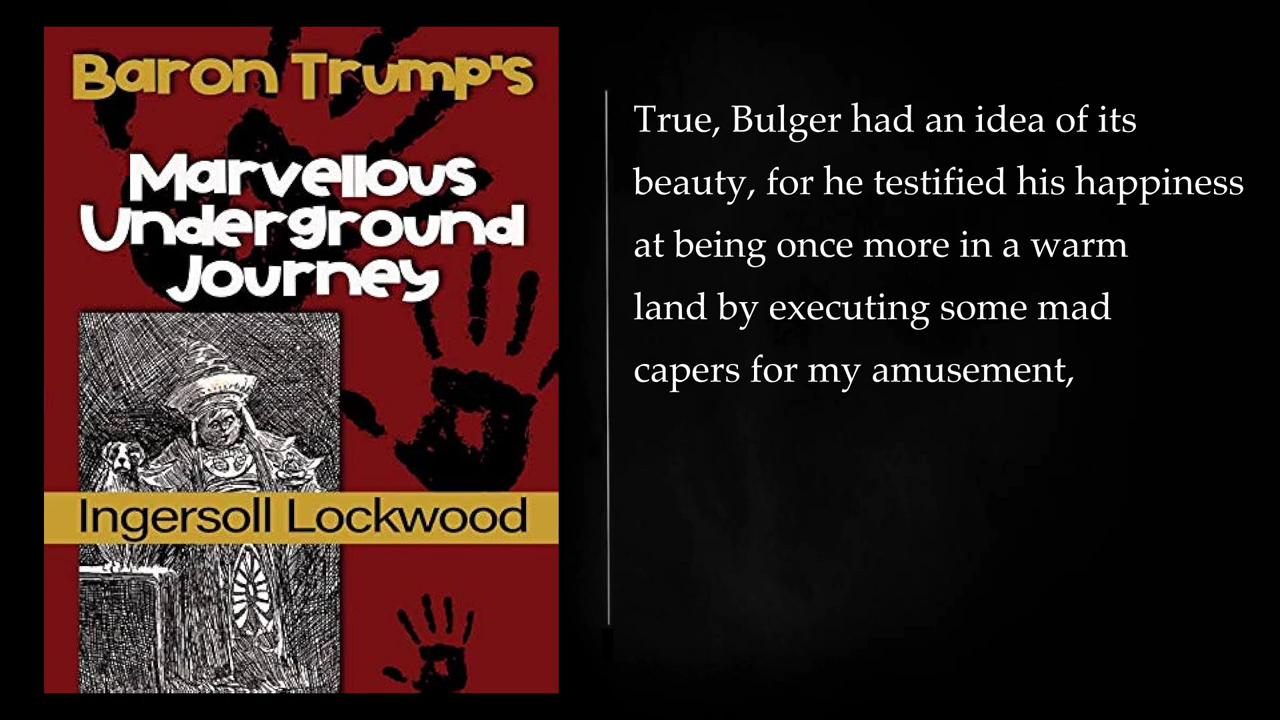 Baron Trump's
Marvellous
Underground
Journey
Ingersoll Lockwood
True, Bulger had an idea of its
beauty, for he testified his happiness
at being once more in a warm
land by executing some mad
capers for my amusement,